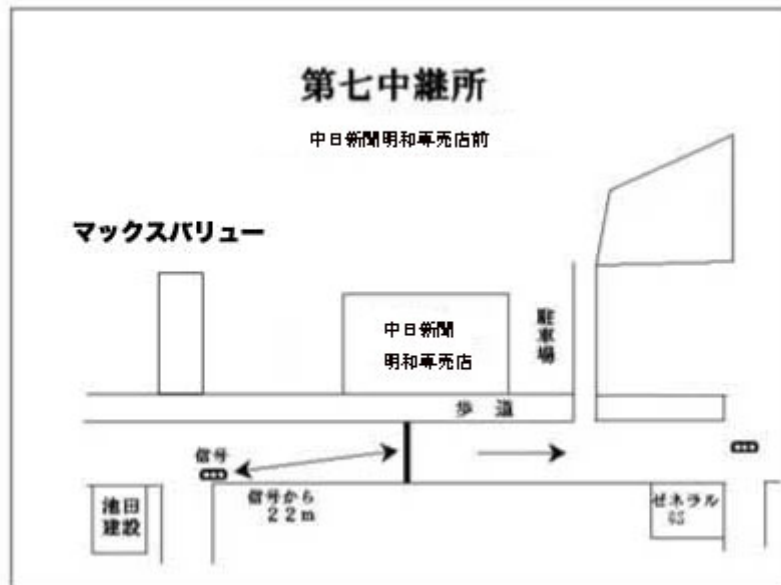 第七中継所
中日新聞明和専売店前
マックスバリュー
中日新聞
明和専売店
駐車場
歩道
信号
信号から
22m
池田
建設
ゼネラル
GS